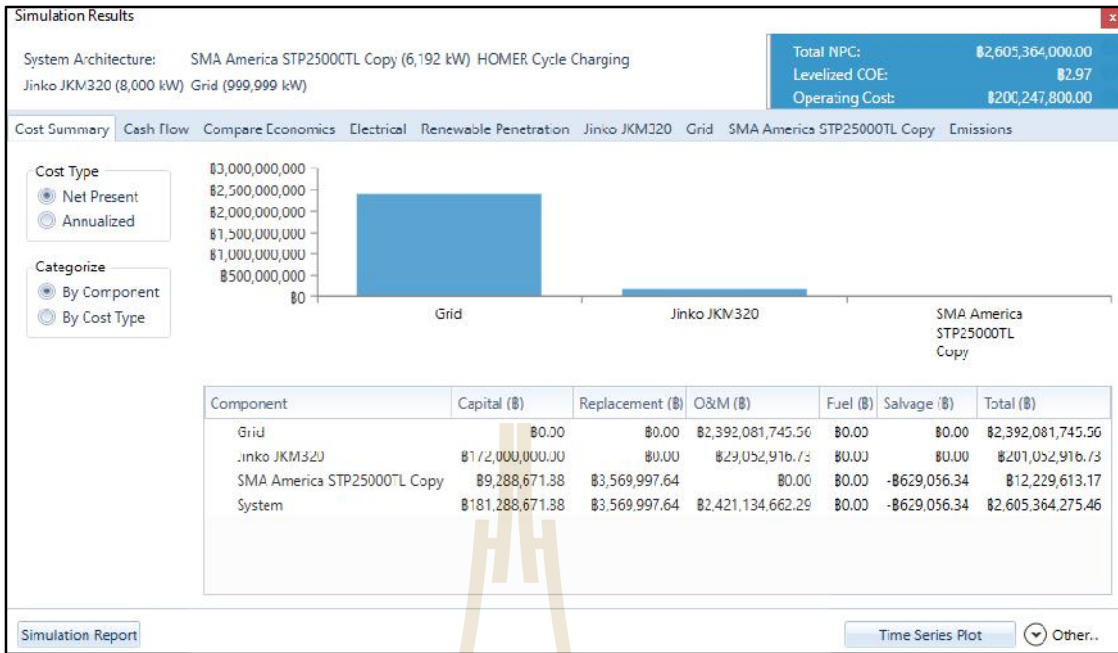 Simulation Results
x
System Architecture: SMA America STP25000TL Copy (6,192 kW) HOMER Cycle Charging
Jinko JKM320 (8,000 kW) Grid (999,999 kW)
Total NPC: ฿2,605,364,000.00
Levelized COE: ฿2.97
Operating Cost: ฿200,247,800.00
Cost Summary Cash Flow Compare Economics Electrical Renewable Penetration Jinko JKM320 Grid SMA America STP25000TL Copy Emissions
Cost Type
Net Present
Annualized
Categorize
By Component
By Cost Type
฿3,000,000,000
฿2,500,000,000
฿2,000,000,000
฿1,500,000,000
฿1,000,000,000
฿500,000,000
฿0
Grid Jinko JKM320 SMA America
STP25000TL
Copy
Component Capital (฿) Replacement (฿) O&M (฿) Fuel (฿) Salvage (฿) Total (฿)
Grid ฿0.00 ฿0.00 ฿2,392,081,745.56 ฿0.00 ฿0.00 ฿2,392,081,745.56
Jinko JKM320 ฿172,000,000.00 ฿0.00 ฿29,052,916.73 ฿0.00 ฿0.00 ฿201,052,916.73
SMA America STP25000TL Copy ฿9,288,671.88 ฿3,569,997.64 ฿0.00 ฿0.00 -฿629,056.34 ฿12,229,613.17
System ฿181,288,671.88 ฿3,569,997.64 ฿2,421,134,662.29 ฿0.00 -฿629,056.34 ฿2,605,364,275.46
Simulation Report
Time Series Plot
Other..